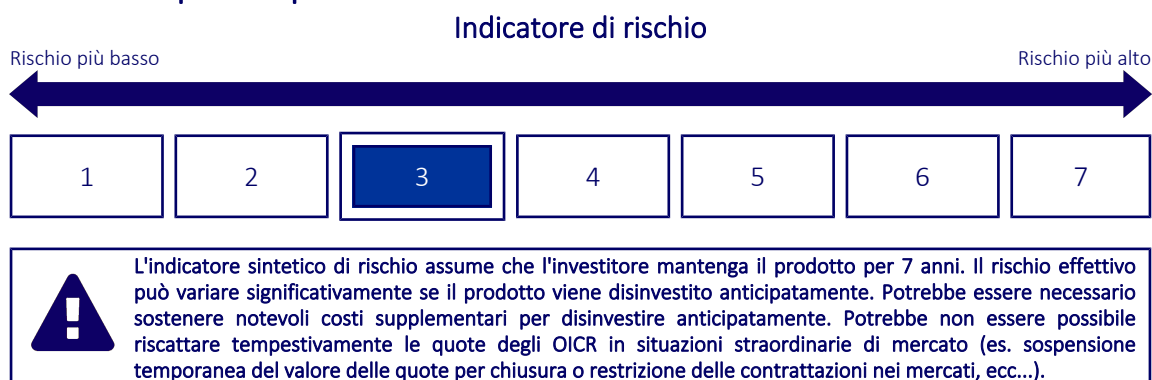 Indicatore di rischio
Rischio più basso
Rischio più alto
1
2
3
4
5
6
7
L'indicatore sintetico di rischio assume che l'investitore mantenga il prodotto per 7 anni. Il rischio effettivo
può variare significativamente se il prodotto viene disinvestito anticipatamente. Potrebbe essere necessario
sostenere notevoli costi supplementari per disinvestire anticipatamente. Potrebbe non essere possibile
riscattare tempestivamente le quote degli OICR in situazioni straordinarie di mercato (es. sospensione
temporanea del valore delle quote per chiusura o restrizione delle contrattazioni nei mercati, ecc...).